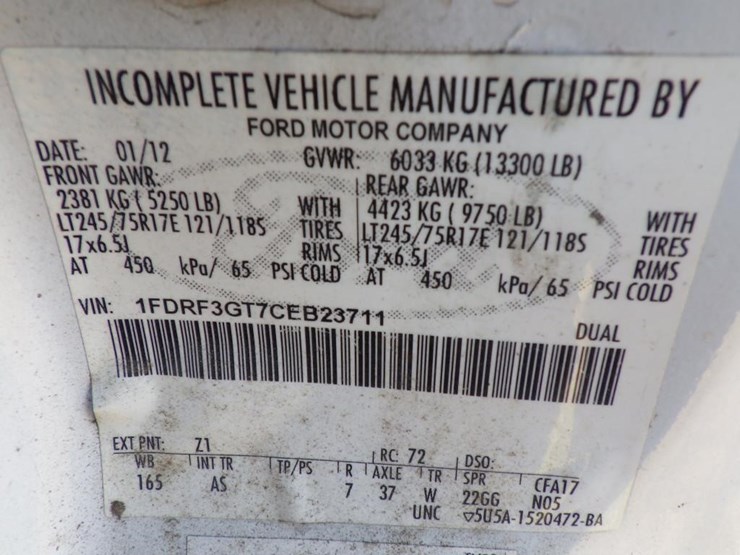 INCOMPLETE VEHICLE MANUFACTURED BY
FORD MOTOR COMPANY
DATE: 01/12 GVWR: 6033 KG (13300 LB)
FRONT GAWR: REAR GAWR:
2381 KG ( 5250 LB) WITH 4423 KG ( 9750 LB) WITH
LT245/75R17E 121/118S TIRES LT245/75R17E 121/118S TIRES
17x6.5J RIMS 17x6.5J RIMS
AT 450 kPa/ 65 PSI COLD AT 450 kPa/ 65 PSI COLD
VIN: 1FDRF3GT7CEB23711 DUAL
EXT PNT: Z1 RC: 72 DSO:
WB INT TR TP/PS R AXLE TR SPR CFA17
165 AS 7 37 W 22GG N05
UNC ▽5U5A-1520472-BA